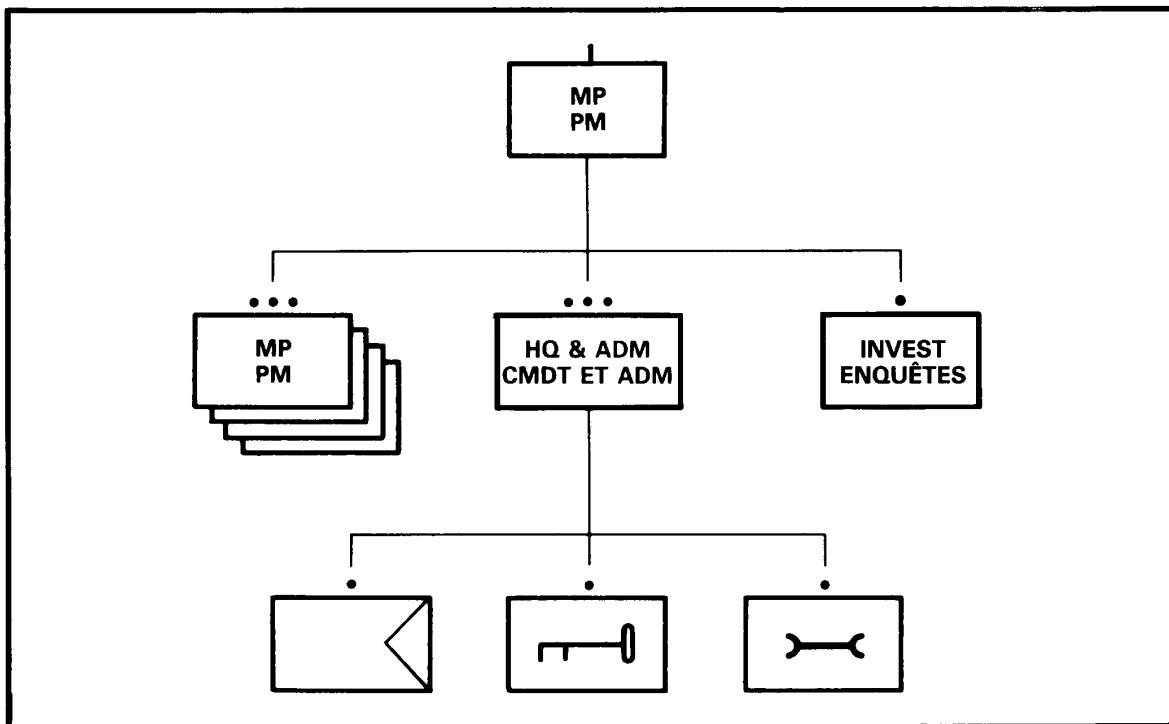 MP
PM
MP
PM
HQ & ADM
CMDT ET ADM
INVEST
ENQUÊTES